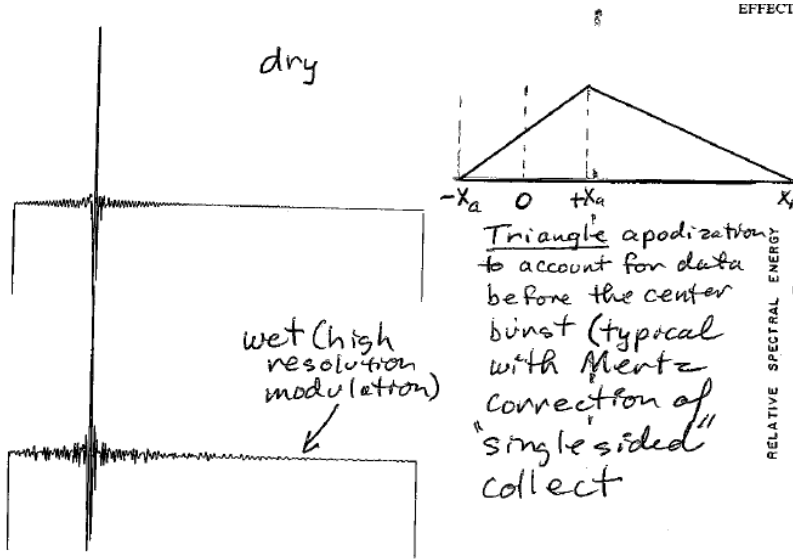 EFFECT
dry
-Xa 0 +Xa
Triangle apodization
to account for data
before the center
burst (typical
with Mertz
correction of
"single sided"
collect
wet (high
resolution
modulation)
RELATIVE SPECTRAL ENERGY